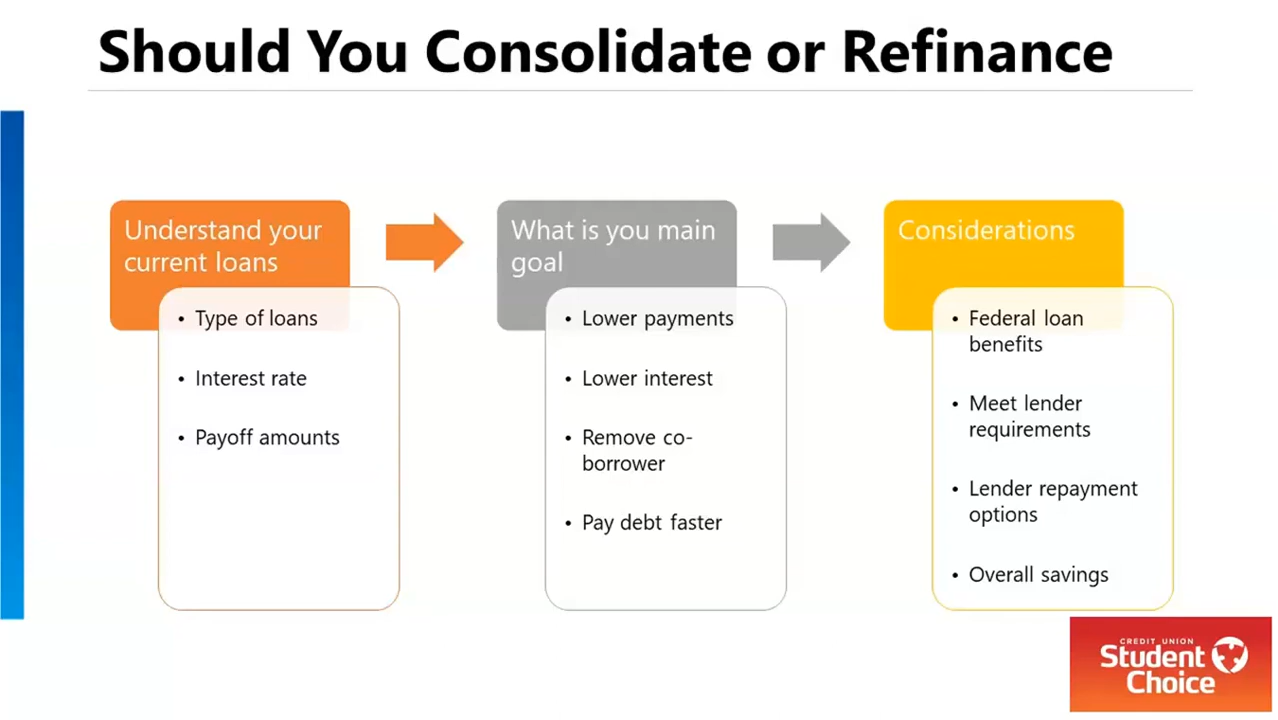 Should You Consolidate or Refinance
Understand your
current loans
• Type of loans
• Interest rate
• Payoff amounts
What is you main
goal
• Lower payments
• Lower interest
• Remove co-
borrower
• Pay debt faster
Considerations
• Federal loan
benefits
• Meet lender
requirements
• Lender repayment
options
• Overall savings
CREDIT UNION
Student
Choice